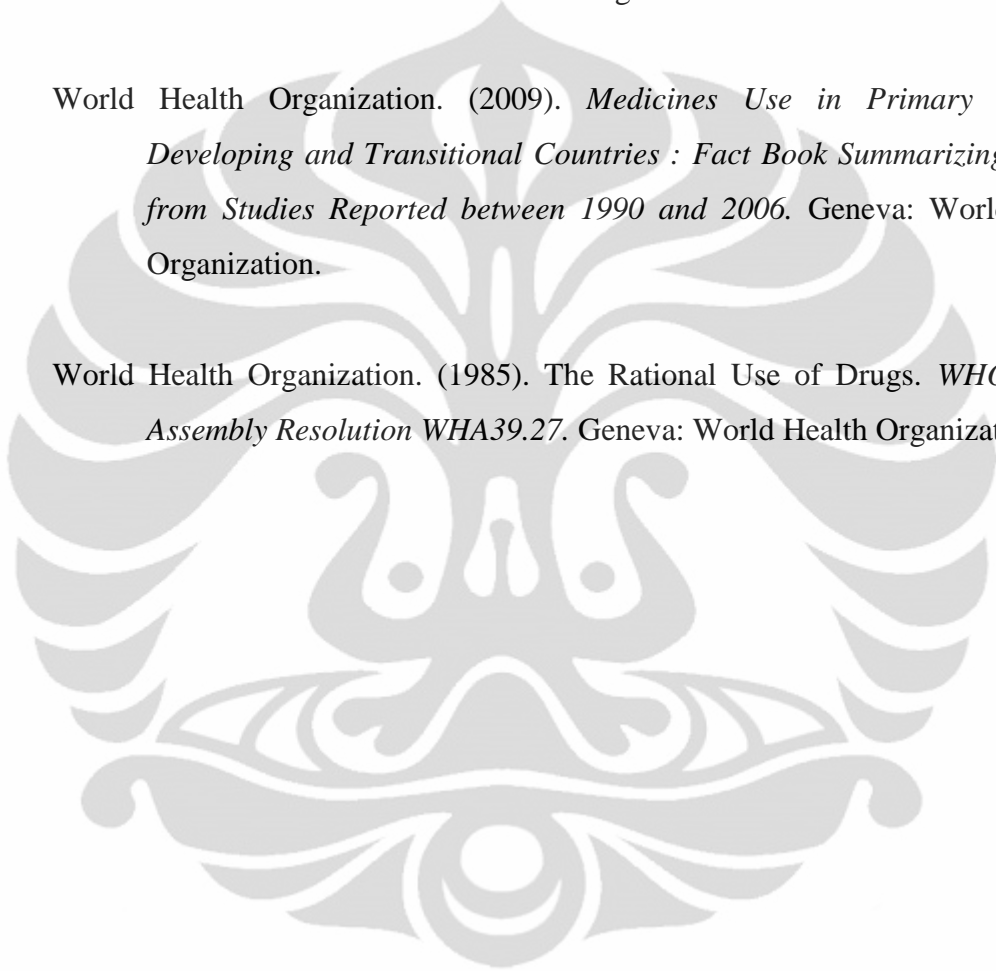 World Health Organization. (2009). Medicines Use in Primary
Developing and Transitional Countries : Fact Book Summarizing
from Studies Reported between 1990 and 2006. Geneva: World
Organization.
World Health Organization. (1985). The Rational Use of Drugs.
Assembly Resolution WHA39.27. Geneva: World Health